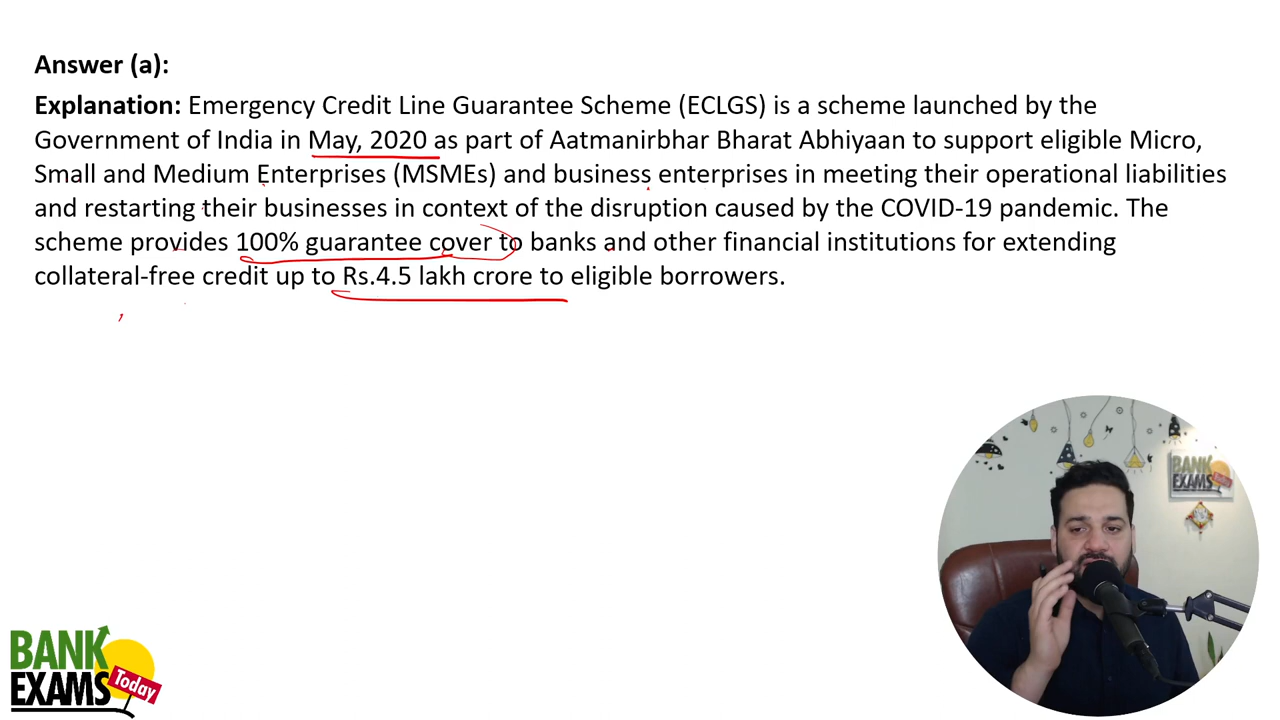 Answer (a):
Explanation: Emergency Credit Line Guarantee Scheme (ECLGS) is a scheme launched by the
Government of India in May, 2020 as part of Aatmanirbhar Bharat Abhiyaan to support eligible Micro,
Small and Medium Enterprises (MSMEs) and business enterprises in meeting their operational liabilities
and restarting their businesses in context of the disruption caused by the COVID-19 pandemic. The
scheme provides 100% guarantee cover to banks and other financial institutions for extending
collateral-free credit up to Rs.4.5 lakh crore to eligible borrowers.
BANK
EXAMS
Today
BANK
EXAMS
Today